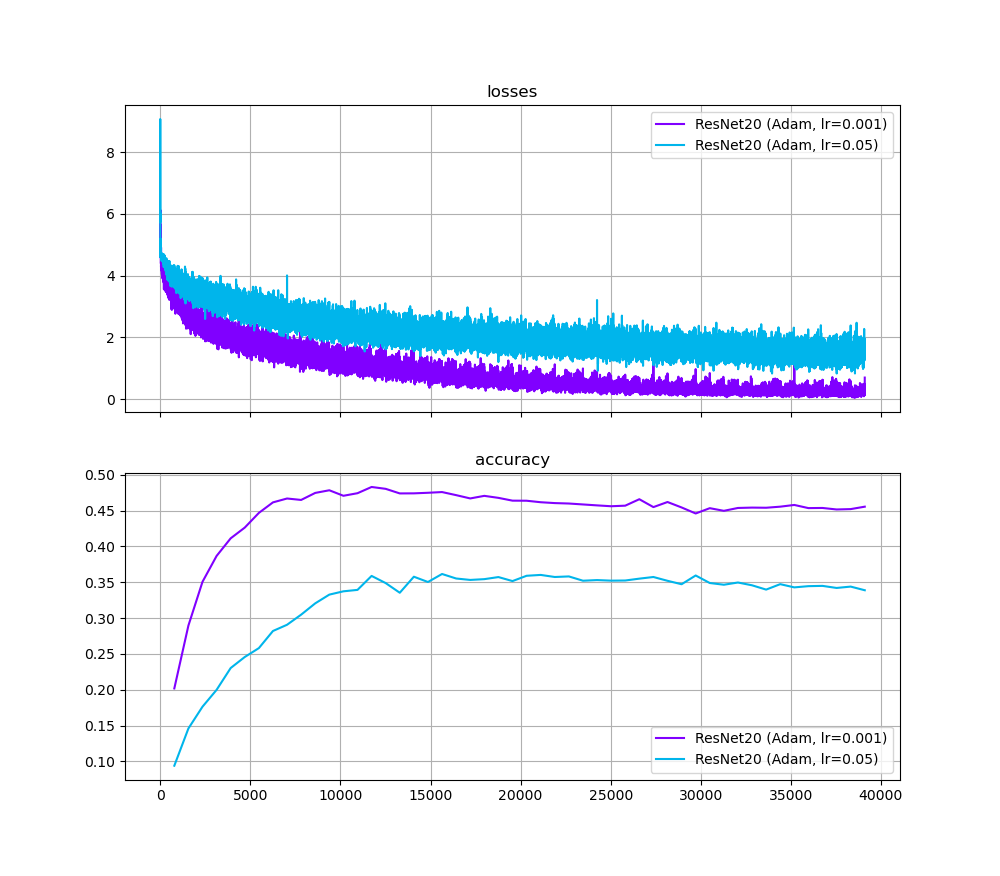 losses
ResNet20 (Adam, lr=0.001)
ResNet20 (Adam, lr=0.05)
8
6
4
2
0
accuracy
0.50
0.45
0.40
0.35
0.30
0.25
0.20
0.15
0.10
ResNet20 (Adam, lr=0.001)
ResNet20 (Adam, lr=0.05)
0 5000 10000 15000 20000 25000 30000 35000 40000